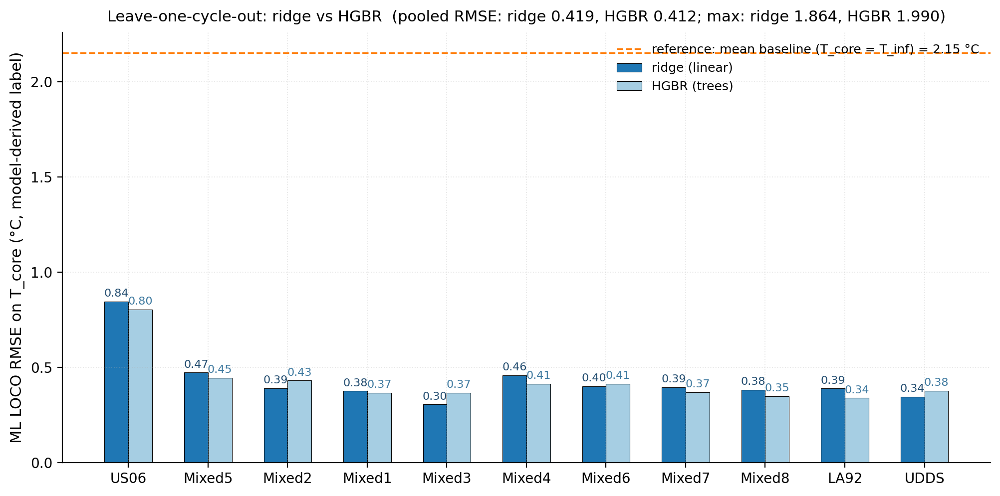 Leave-one-cycle-out: ridge vs HGBR  (pooled RMSE: ridge 0.419, HGBR 0.412; max: ridge 1.864, HGBR 1.990)
ML LOCO RMSE on T_core (°C, model-derived label)
reference: mean baseline (T_core = T_inf) = 2.15 °C
ridge (linear)
HGBR (trees)
2.0
1.5
1.0
0.5
0.0
0.84 0.80
0.47 0.45
0.39 0.43
0.38 0.37
0.30 0.37
0.46 0.41
0.40 0.41
0.39 0.37
0.38 0.35
0.39 0.34
0.34 0.38
US06 Mixed5 Mixed2 Mixed1 Mixed3 Mixed4 Mixed6 Mixed7 Mixed8 LA92 UDDS